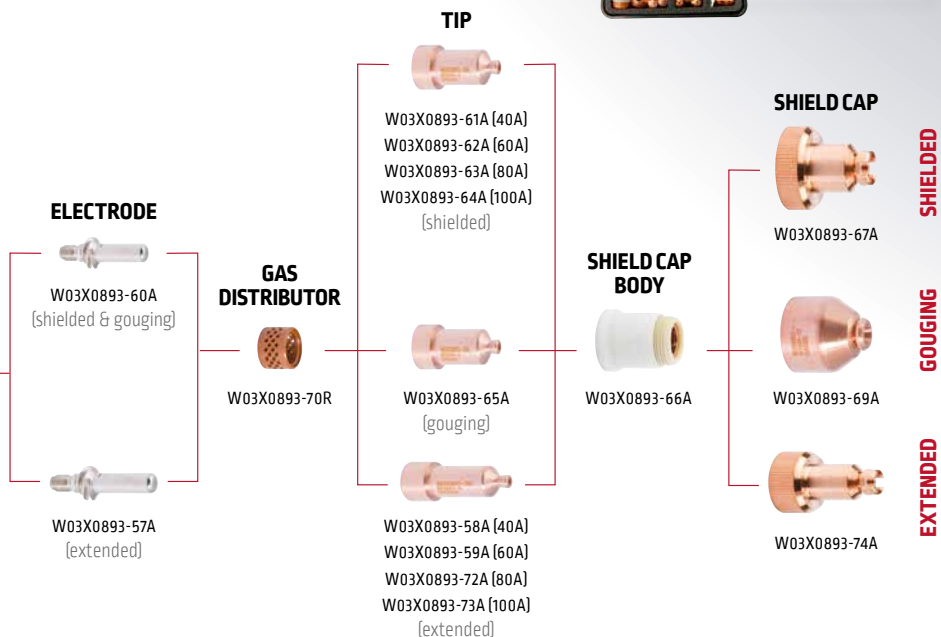 TIP
W03X0893-61A (40A)
W03X0893-62A (60A)
W03X0893-63A (80A)
W03X0893-64A (100A)
(shielded)
ELECTRODE
W03X0893-60A
(shielded & gouging)
GAS
DISTRIBUTOR
W03X0893-70R
W03X0893-65A
(gouging)
SHIELD CAP
BODY
W03X0893-66A
SHIELD CAP
W03X0893-67A
SHIELDED
W03X0893-69A
GOUGING
W03X0893-57A
(extended)
W03X0893-58A (40A)
W03X0893-59A (60A)
W03X0893-72A (80A)
W03X0893-73A (100A)
(extended)
W03X0893-74A
EXTENDED